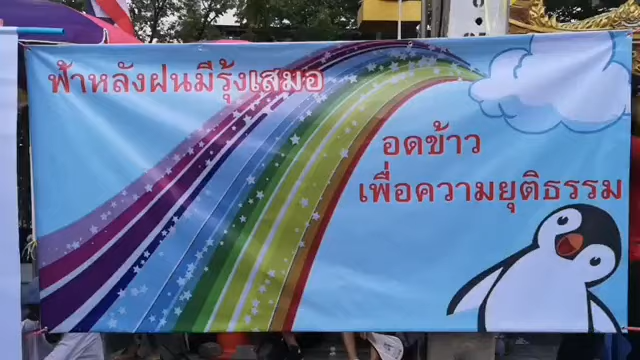 ฟ้าหลังฝนมีรุ้งเสมอ
อดข้าว
เพื่อความยุติธรรม